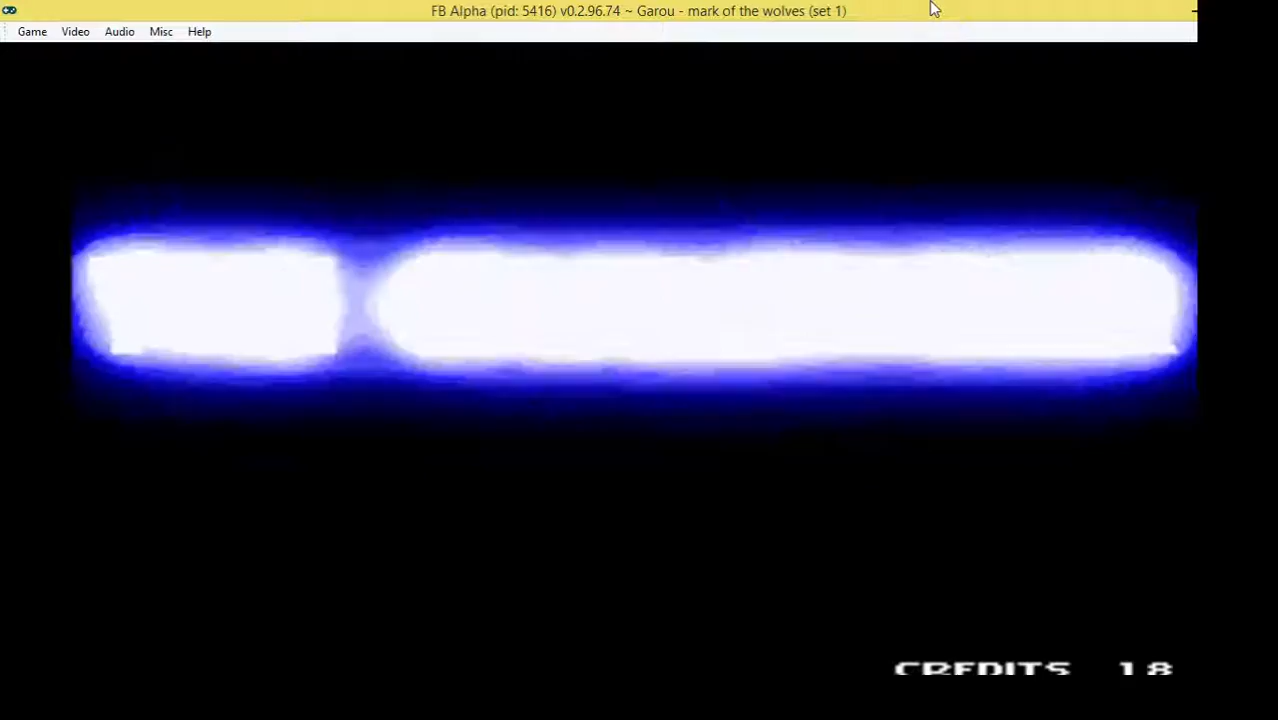 FB Alpha (pid: 5416) v0.2.96.74 ~ Garou - mark of the wolves (set 1)
Game Video Audio Misc Help
CREDITS 18